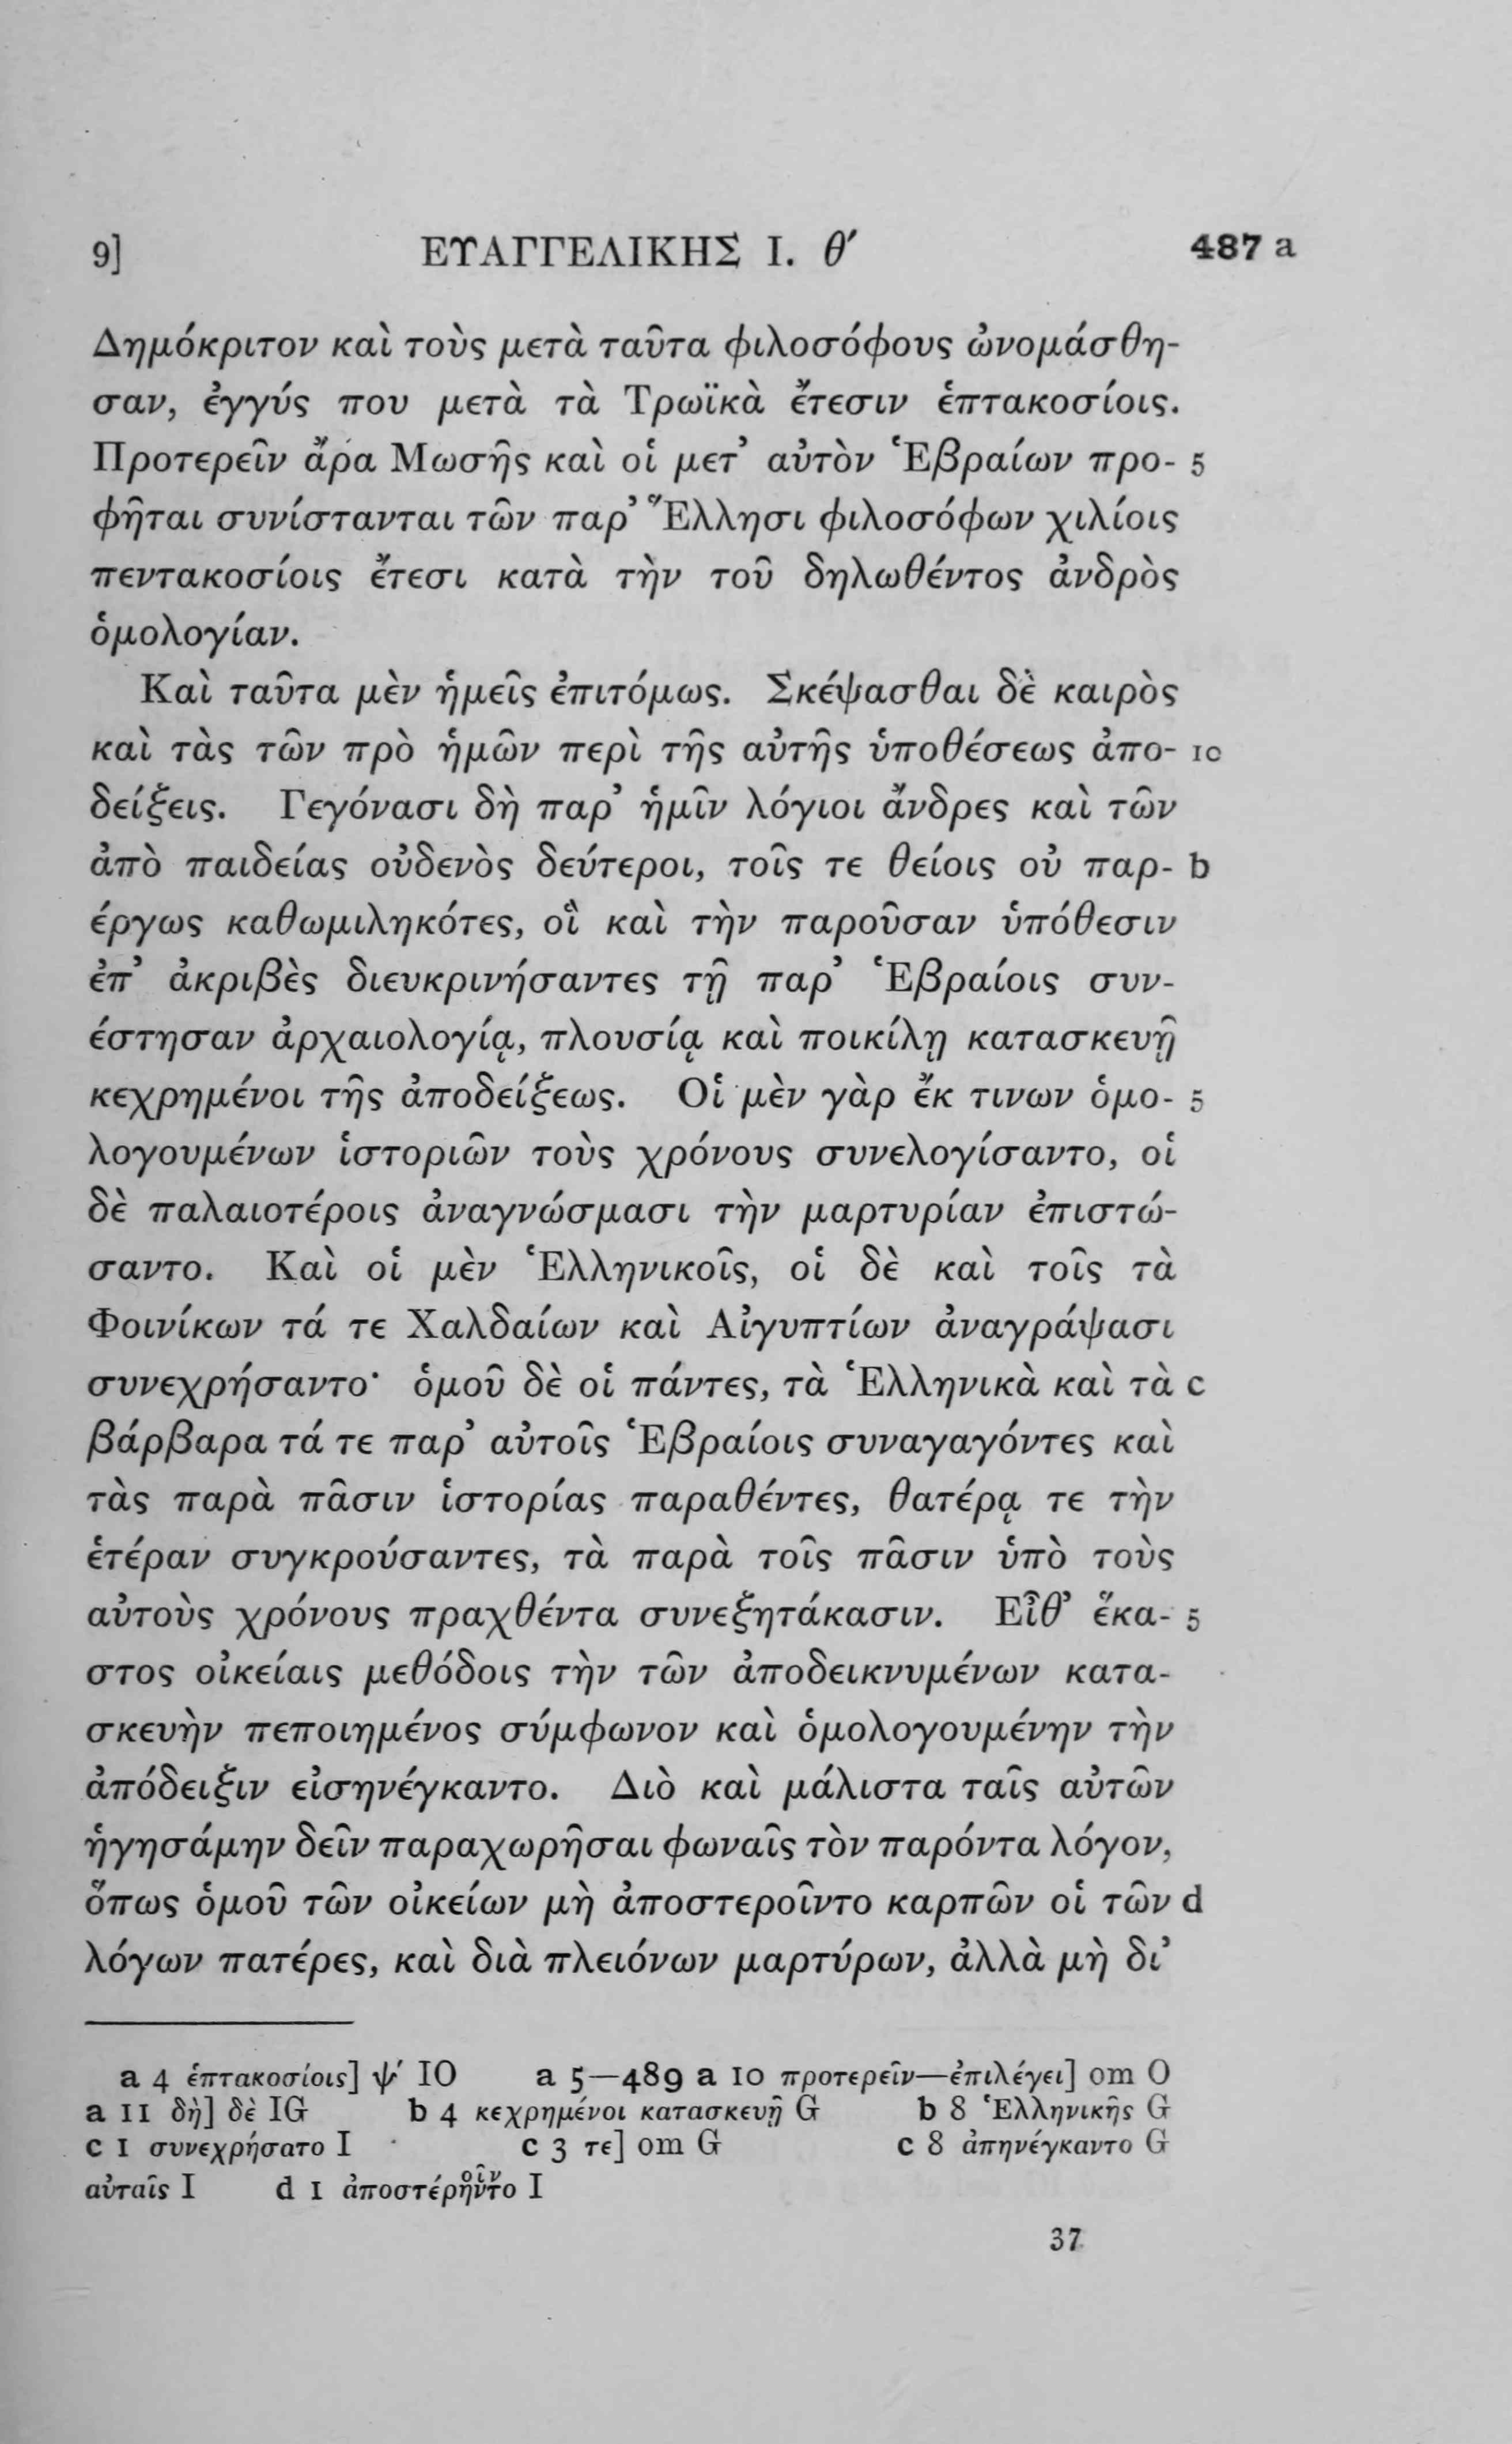 9] ΕΥΑΓΓΕΛΙΚΗΣ Ι. θ′ 487 a
Δημόκριτον καὶ τοὺς μετὰ ταῦτα φιλοσόφους ὠνομάσθη-
σαν, ἐγγύς που μετὰ τὰ Τρωϊκὰ ἔτεσιν ἑπτακοσίοις.
Προτερεῖν ἄρα Μωσῆς καὶ οἱ μετ’ αὐτὸν Ἑβραίων προ- 5
φῆται συνίστανται τῶν παρ’ Ἕλλησι φιλοσόφων χιλίοις
πεντακοσίοις ἔτεσι κατὰ τὴν τοῦ δηλωθέντος ἀνδρὸς
ὁμολογίαν.
Καὶ ταῦτα μὲν ἡμεῖς ἐπιτόμως. Σκέψασθαι δὲ καιρὸς
καὶ τὰς τῶν πρὸ ἡμῶν περὶ τῆς αὐτῆς ὑποθέσεως ἀπο- 10
δείξεις. Γεγόνασι δὴ παρ’ ἡμῖν λόγιοι ἄνδρες καὶ τῶν
ἀπὸ παιδείας οὐδενὸς δεύτεροι, τοῖς τε θείοις οὐ παρ- b
έργως καθωμιληκότες, οἳ καὶ τὴν παροῦσαν ὑπόθεσιν
ἐπ’ ἀκριβὲς διευκρινήσαντες τῇ παρ’ Ἑβραίοις συν-
έστησαν ἀρχαιολογίᾳ, πλουσίᾳ καὶ ποικίλῃ κατασκευῇ
κεχρημένοι τῆς ἀποδείξεως. Οἱ μὲν γὰρ ἔκ τινων ὁμο- 5
λογουμένων ἱστοριῶν τοὺς χρόνους συνελογίσαντο, οἱ
δὲ παλαιοτέροις ἀναγνώσμασι τὴν μαρτυρίαν ἐπιστώ-
σαντο. Καὶ οἱ μὲν Ἑλληνικοῖς, οἱ δὲ καὶ τοῖς τὰ
Φοινίκων τά τε Χαλδαίων καὶ Αἰγυπτίων ἀναγράψασι
συνεχρήσαντο· ὁμοῦ δὲ οἱ πάντες, τὰ Ἑλληνικὰ καὶ τὰ c
βάρβαρα τά τε παρ’ αὐτοῖς Ἑβραίοις συναγαγόντες καὶ
τὰς παρὰ πᾶσιν ἱστορίας παραθέντες, θατέρᾳ τε τὴν
ἑτέραν συγκρούσαντες, τὰ παρὰ τοῖς πᾶσιν ὑπὸ τοὺς
αὐτοὺς χρόνους πραχθέντα συνεξητάκασιν. Εἶθ’ ἕκα- 5
στος οἰκείαις μεθόδοις τὴν τῶν ἀποδεικνυμένων κατα-
σκευὴν πεποιημένος σύμφωνον καὶ ὁμολογουμένην τὴν
ἀπόδειξιν εἰσηνέγκαντο. Διὸ καὶ μάλιστα ταῖς αὐτῶν
ἡγησάμην δεῖν παραχωρῆσαι φωναῖς τὸν παρόντα λόγον,
ὅπως ὁμοῦ τῶν οἰκείων μὴ ἀποστεροῖντο καρπῶν οἱ τῶν d
λόγων πατέρες, καὶ διὰ πλειόνων μαρτύρων, ἀλλὰ μὴ δι’
a 4 ἑπτακοσίοις] ψ′ IO a 5—489 a 10 προτερεῖν—ἐπιλέγει] om O
a 11 δὴ] δὲ IG b 4 κεχρημένοι κατασκευῇ G b 8 Ἑλληνικῆς G
c 1 συνεχρήσατο I c 3 τε] om G c 8 ἀπηνέγκαντο G
αὐταῖς I d 1 ἀποστέρηντο I
37